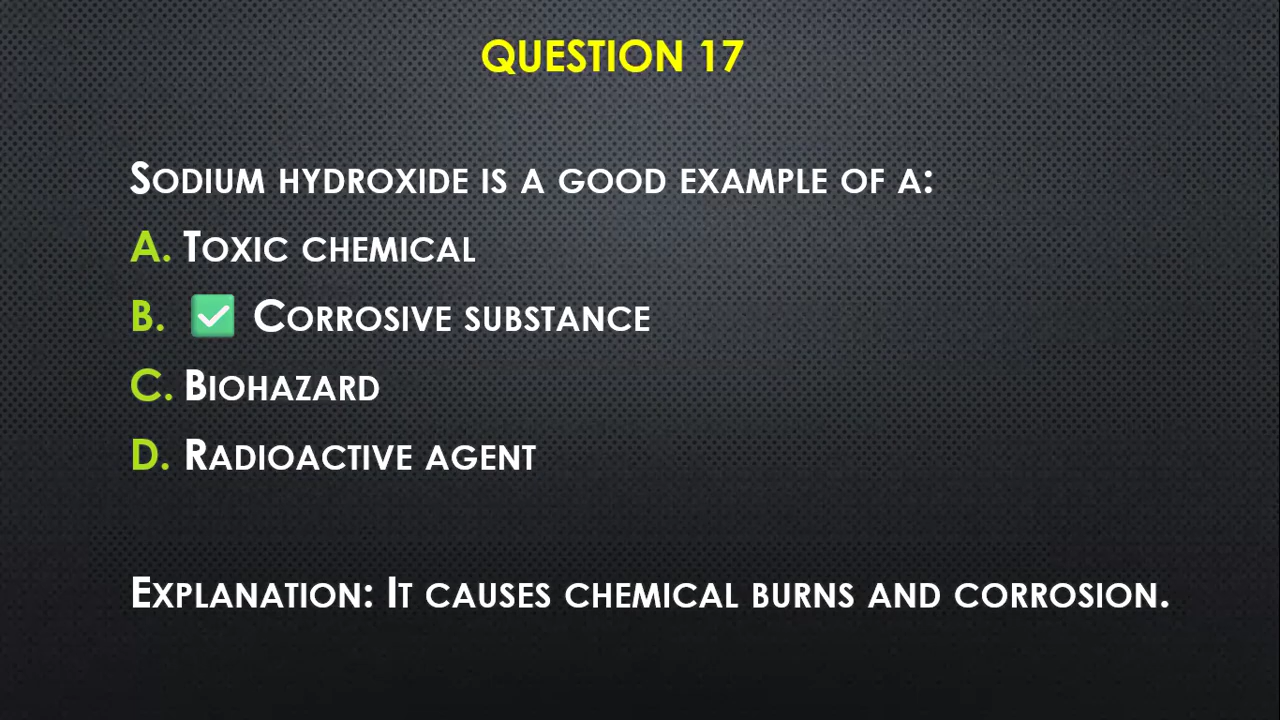 QUESTION 17
SODIUM HYDROXIDE IS A GOOD EXAMPLE OF A:
A. TOXIC CHEMICAL
B. ✅ CORROSIVE SUBSTANCE
C. BIOHAZARD
D. RADIOACTIVE AGENT
EXPLANATION: IT CAUSES CHEMICAL BURNS AND CORROSION.